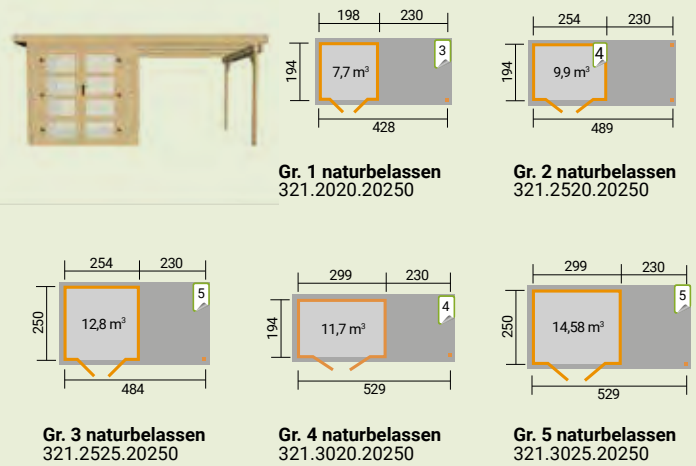 198 230
3
194
7,7 m³
428
Gr. 1 naturbelassen
321.2020.20250
254 230
4
194
9,9 m³
489
Gr. 2 naturbelassen
321.2520.20250
254 230
5
250
12,8 m³
484
Gr. 3 naturbelassen
321.2525.20250
299 230
4
194
11,7 m³
529
Gr. 4 naturbelassen
321.3020.20250
299 230
5
250
14,58 m³
529
Gr. 5 naturbelassen
321.3025.20250